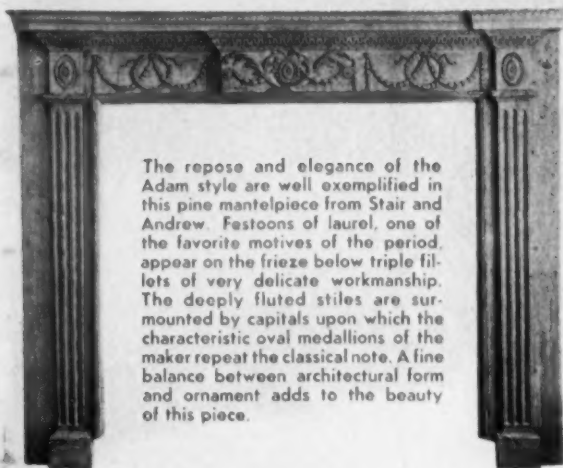 The repose and elegance of the
Adam style are well exemplified in
this pine mantelpiece from Stair and
Andrew. Festoons of laurel, one of
the favorite motives of the period,
appear on the frieze below triple fil-
lets of very delicate workmanship.
The deeply fluted stiles are sur-
mounted by capitals upon which the
characteristic oval medallions of the
maker repeat the classical note. A fine
balance between architectural form
and ornament adds to the beauty
of this piece.